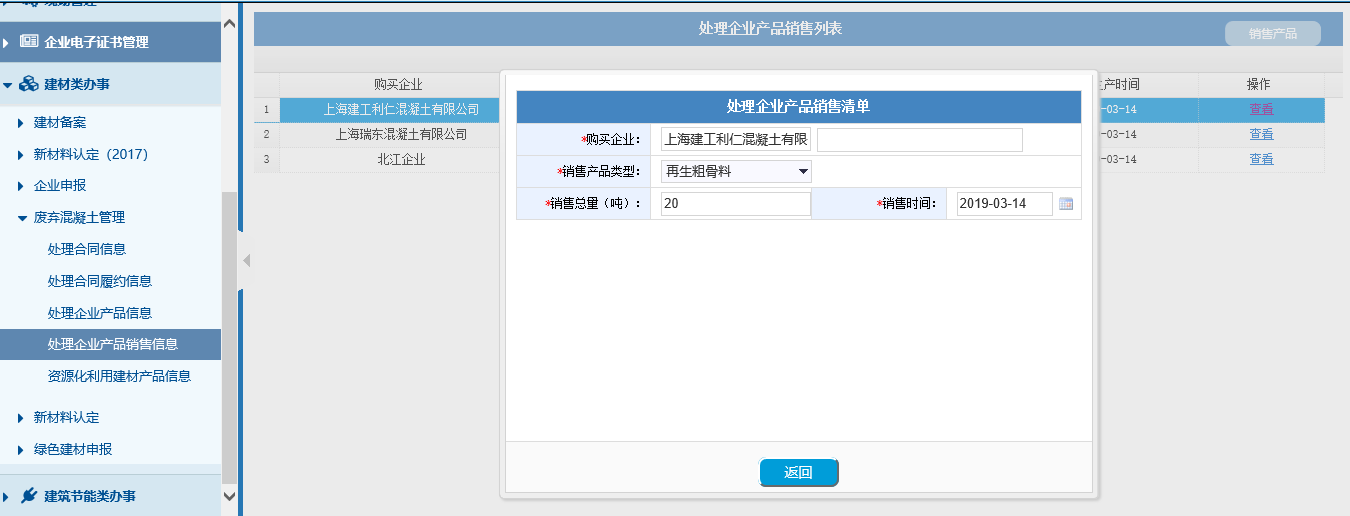 企业电子证书管理
建材类办事
建材备案
新材料认定（2017）
企业申报
废弃混凝土管理
处理合同信息
处理合同履约信息
处理企业产品信息
处理企业产品销售信息
资源化利用建材产品信息
新材料认定
绿色建材申报
建筑节能类办事
处理企业产品销售列表
销售产品
购买企业 产时间 操作
1 上海建工利仁混凝土有限公司 -03-14 查看
2 上海瑞东混凝土有限公司 -03-14 查看
3 北江企业 -03-14 查看
处理企业产品销售清单
*购买企业： 上海建工利仁混凝土有限
*销售产品类型： 再生粗骨料
*销售总量（吨）： 20 *销售时间： 2019-03-14
返回